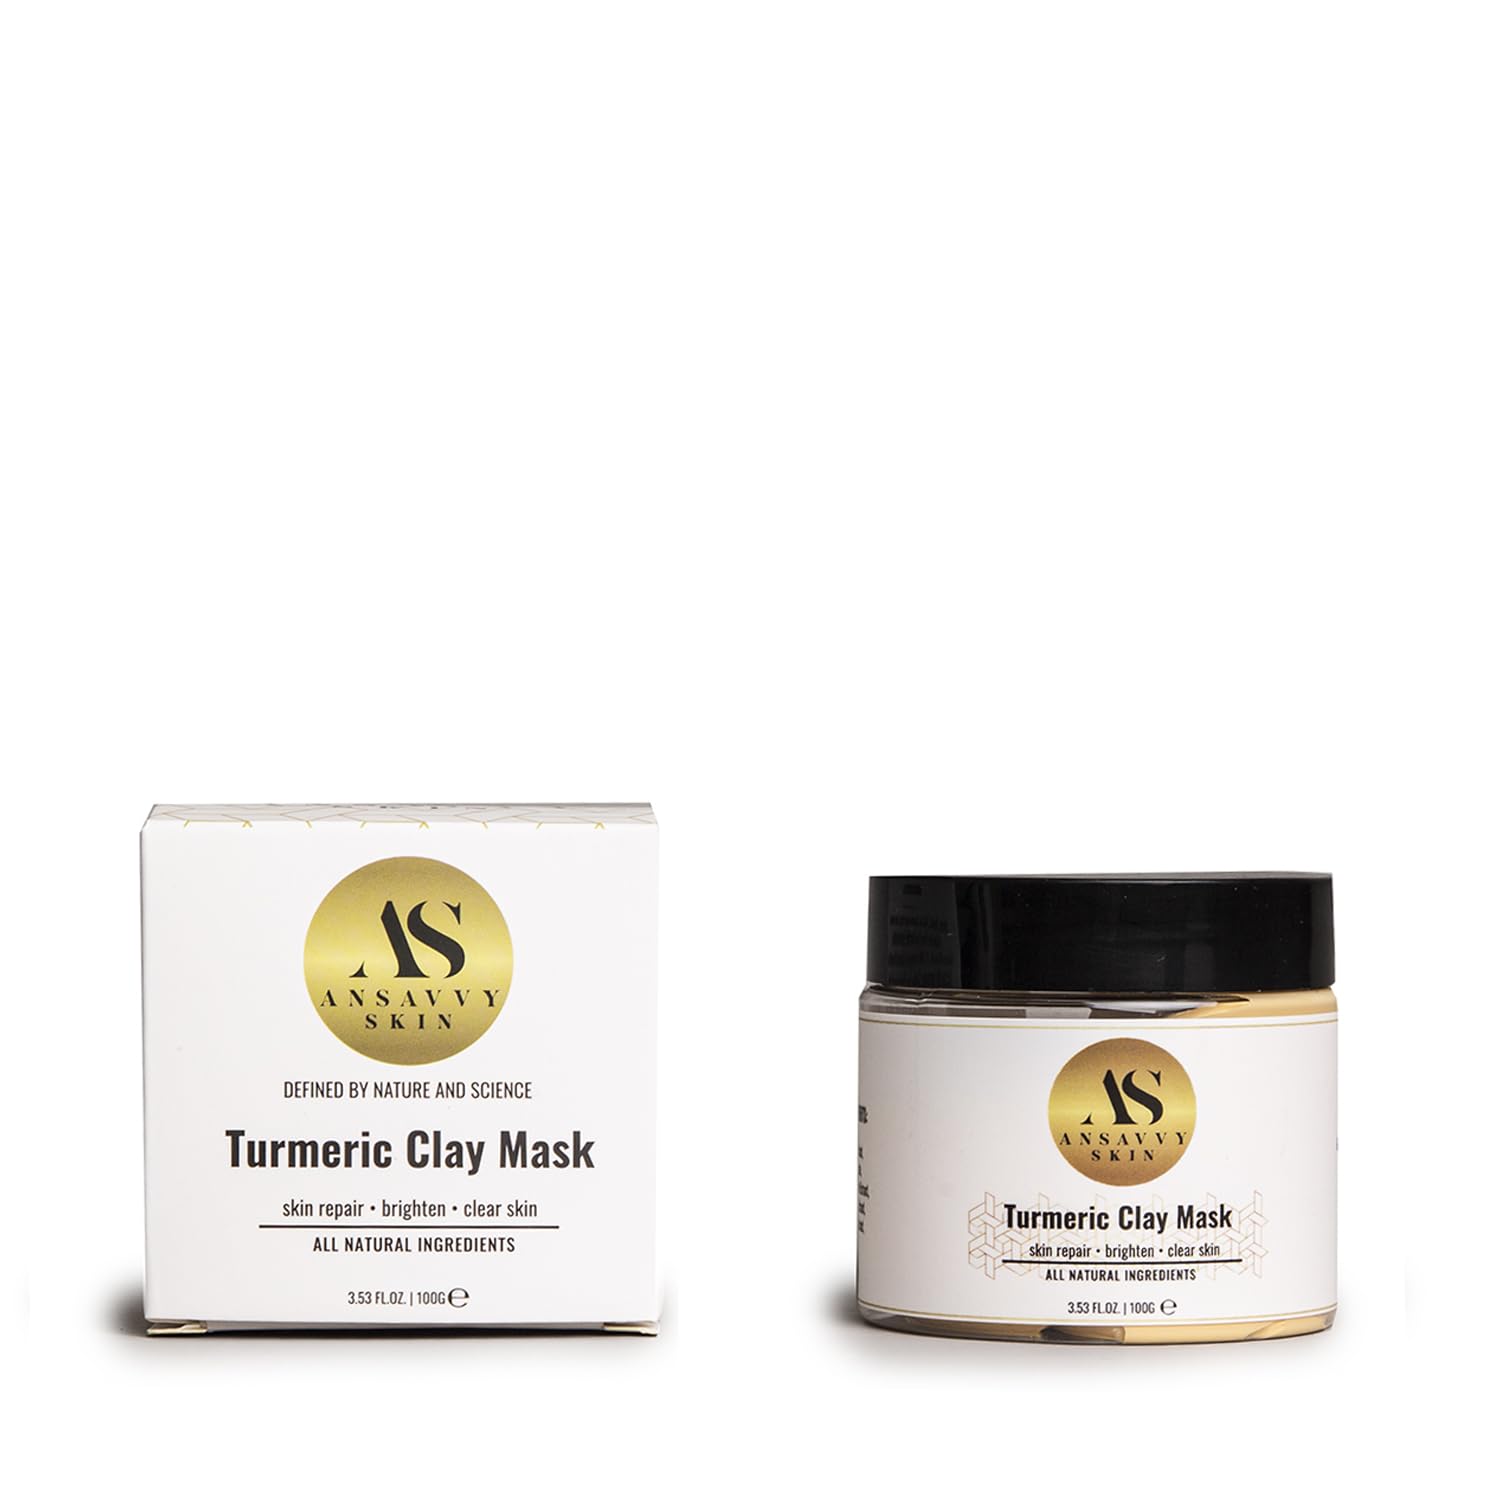 AS
ANSAVVY
SKIN
DEFINED BY NATURE AND SCIENCE
Turmeric Clay Mask
skin repair • brighten • clear skin
ALL NATURAL INGREDIENTS
3.53 FL.OZ. | 100G ℮
AS
ANSAVVY
SKIN
Turmeric Clay Mask
skin repair • brighten • clear skin
ALL NATURAL INGREDIENTS
3.53 FL.OZ. | 100G ℮